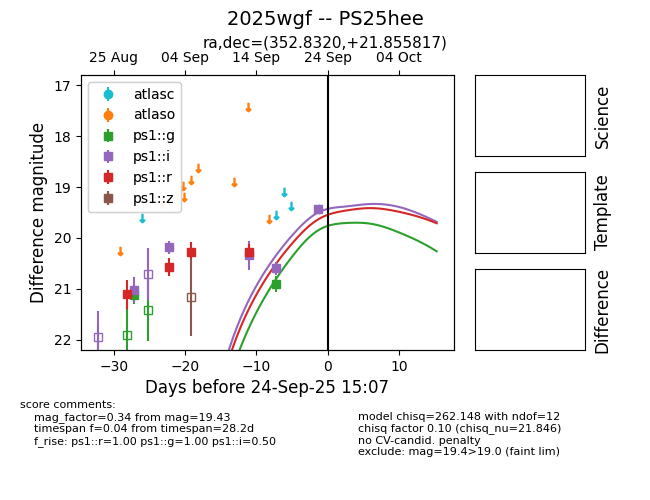 2025wgf -- PS25hee
ra,dec=(352.8320,+21.855817)
25 Aug 04 Sep 14 Sep 24 Sep 04 Oct
atlasc
atlaso
ps1::g
ps1::i
ps1::r
ps1::z
17
18
19
20
21
22
Difference magnitude
−30 −20 −10 0 10
Days before 24-Sep-25 15:07
Science
Template
Difference
score comments:
mag_factor=0.34 from mag=19.43
timespan f=0.04 from timespan=28.2d
f_rise: ps1::r=1.00 ps1::g=1.00 ps1::i=0.50
model chisq=262.148 with ndof=12
chisq factor 0.10 (chisq_nu=21.846)
no CV-candid. penalty
exclude: mag=19.4>19.0 (faint lim)